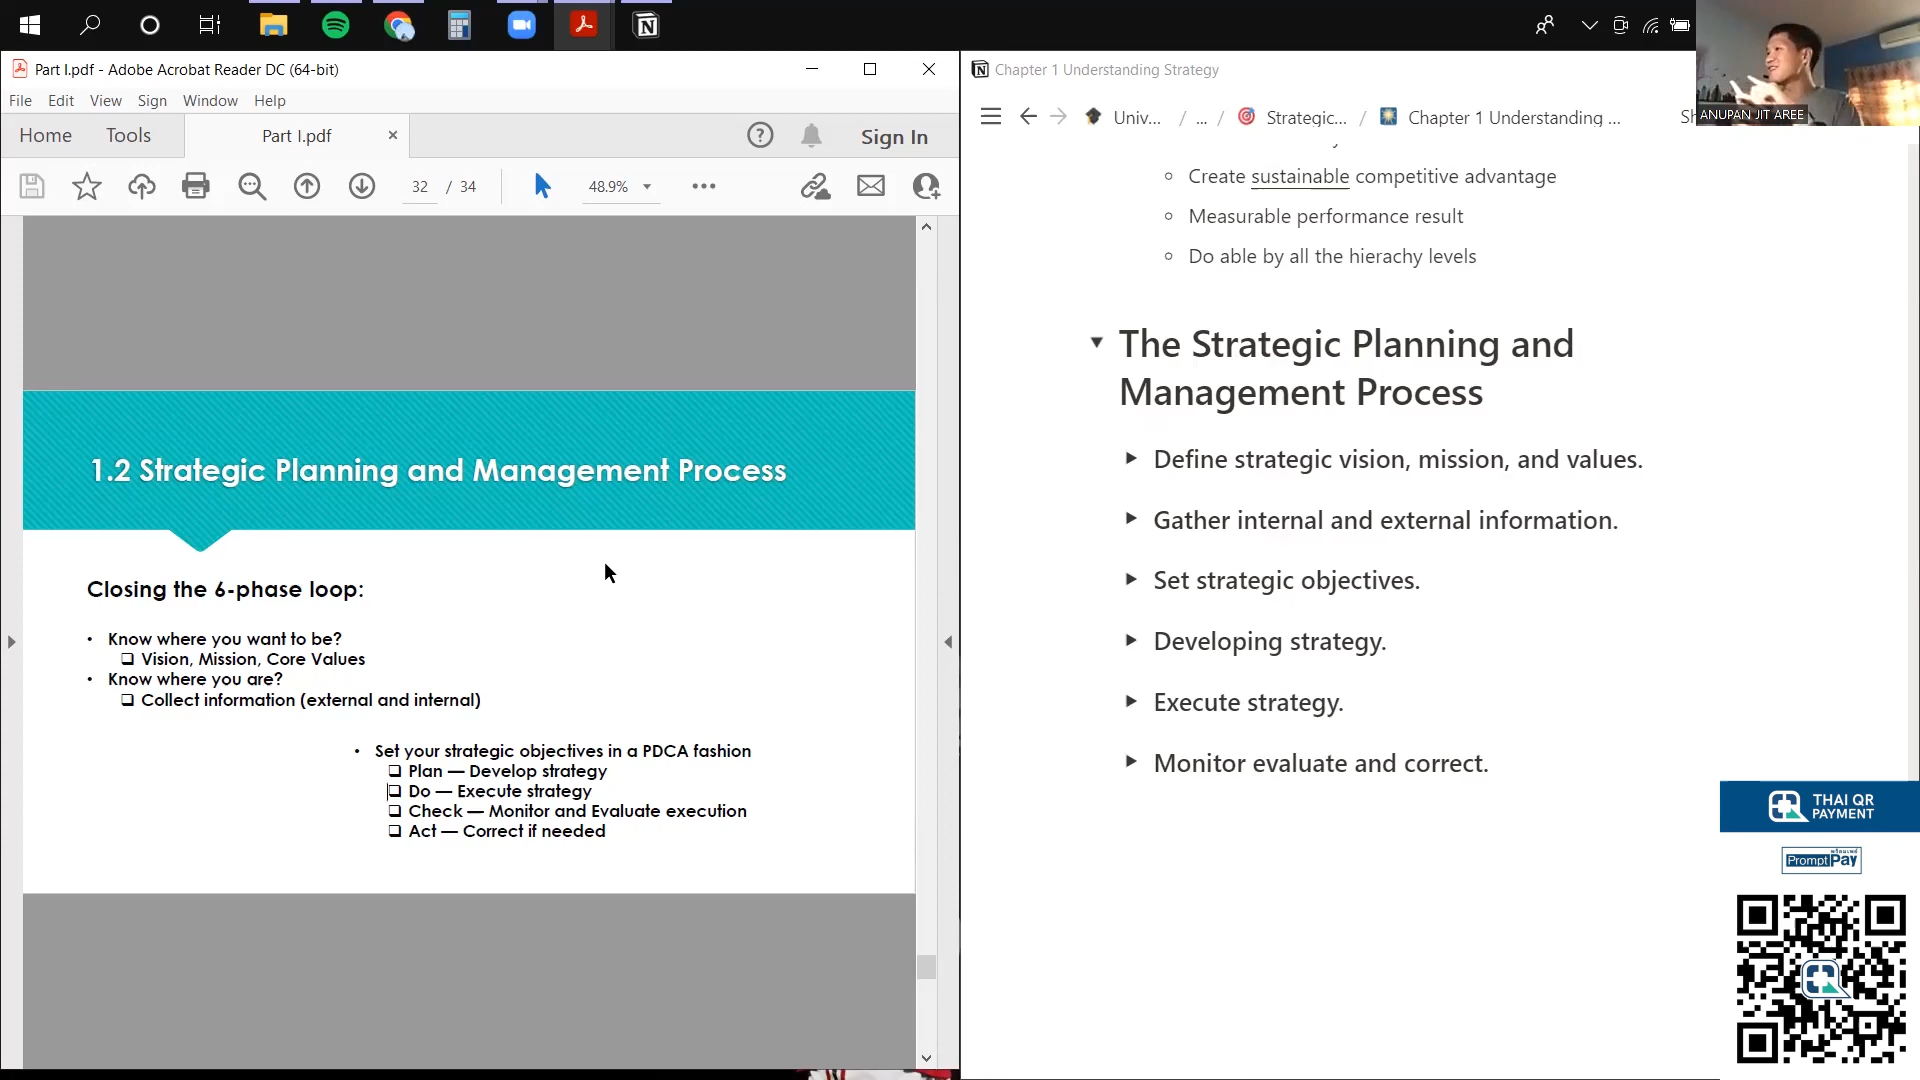 Part I.pdf - Adobe Acrobat Reader DC (64-bit)
File Edit View Sign Window Help
Home Tools Part I.pdf Sign In
32 / 34 48.9%
1.2 Strategic Planning and Management Process
Closing the 6-phase loop:
• Know where you want to be?
❑ Vision, Mission, Core Values
• Know where you are?
❑ Collect information (external and internal)
• Set your strategic objectives in a PDCA fashion
❑ Plan — Develop strategy
❑ Do — Execute strategy
❑ Check — Monitor and Evaluate execution
❑ Act — Correct if needed
Chapter 1 Understanding Strategy
Univ... / ... / Strategic... / Chapter 1 Understanding ...
ANUPAN JIT AREE
Create sustainable competitive advantage
Measurable performance result
Do able by all the hierachy levels
The Strategic Planning and
Management Process
Define strategic vision, mission, and values.
Gather internal and external information.
Set strategic objectives.
Developing strategy.
Execute strategy.
Monitor evaluate and correct.
THAI QR
PAYMENT
พร้อมเพย์
PromptPay